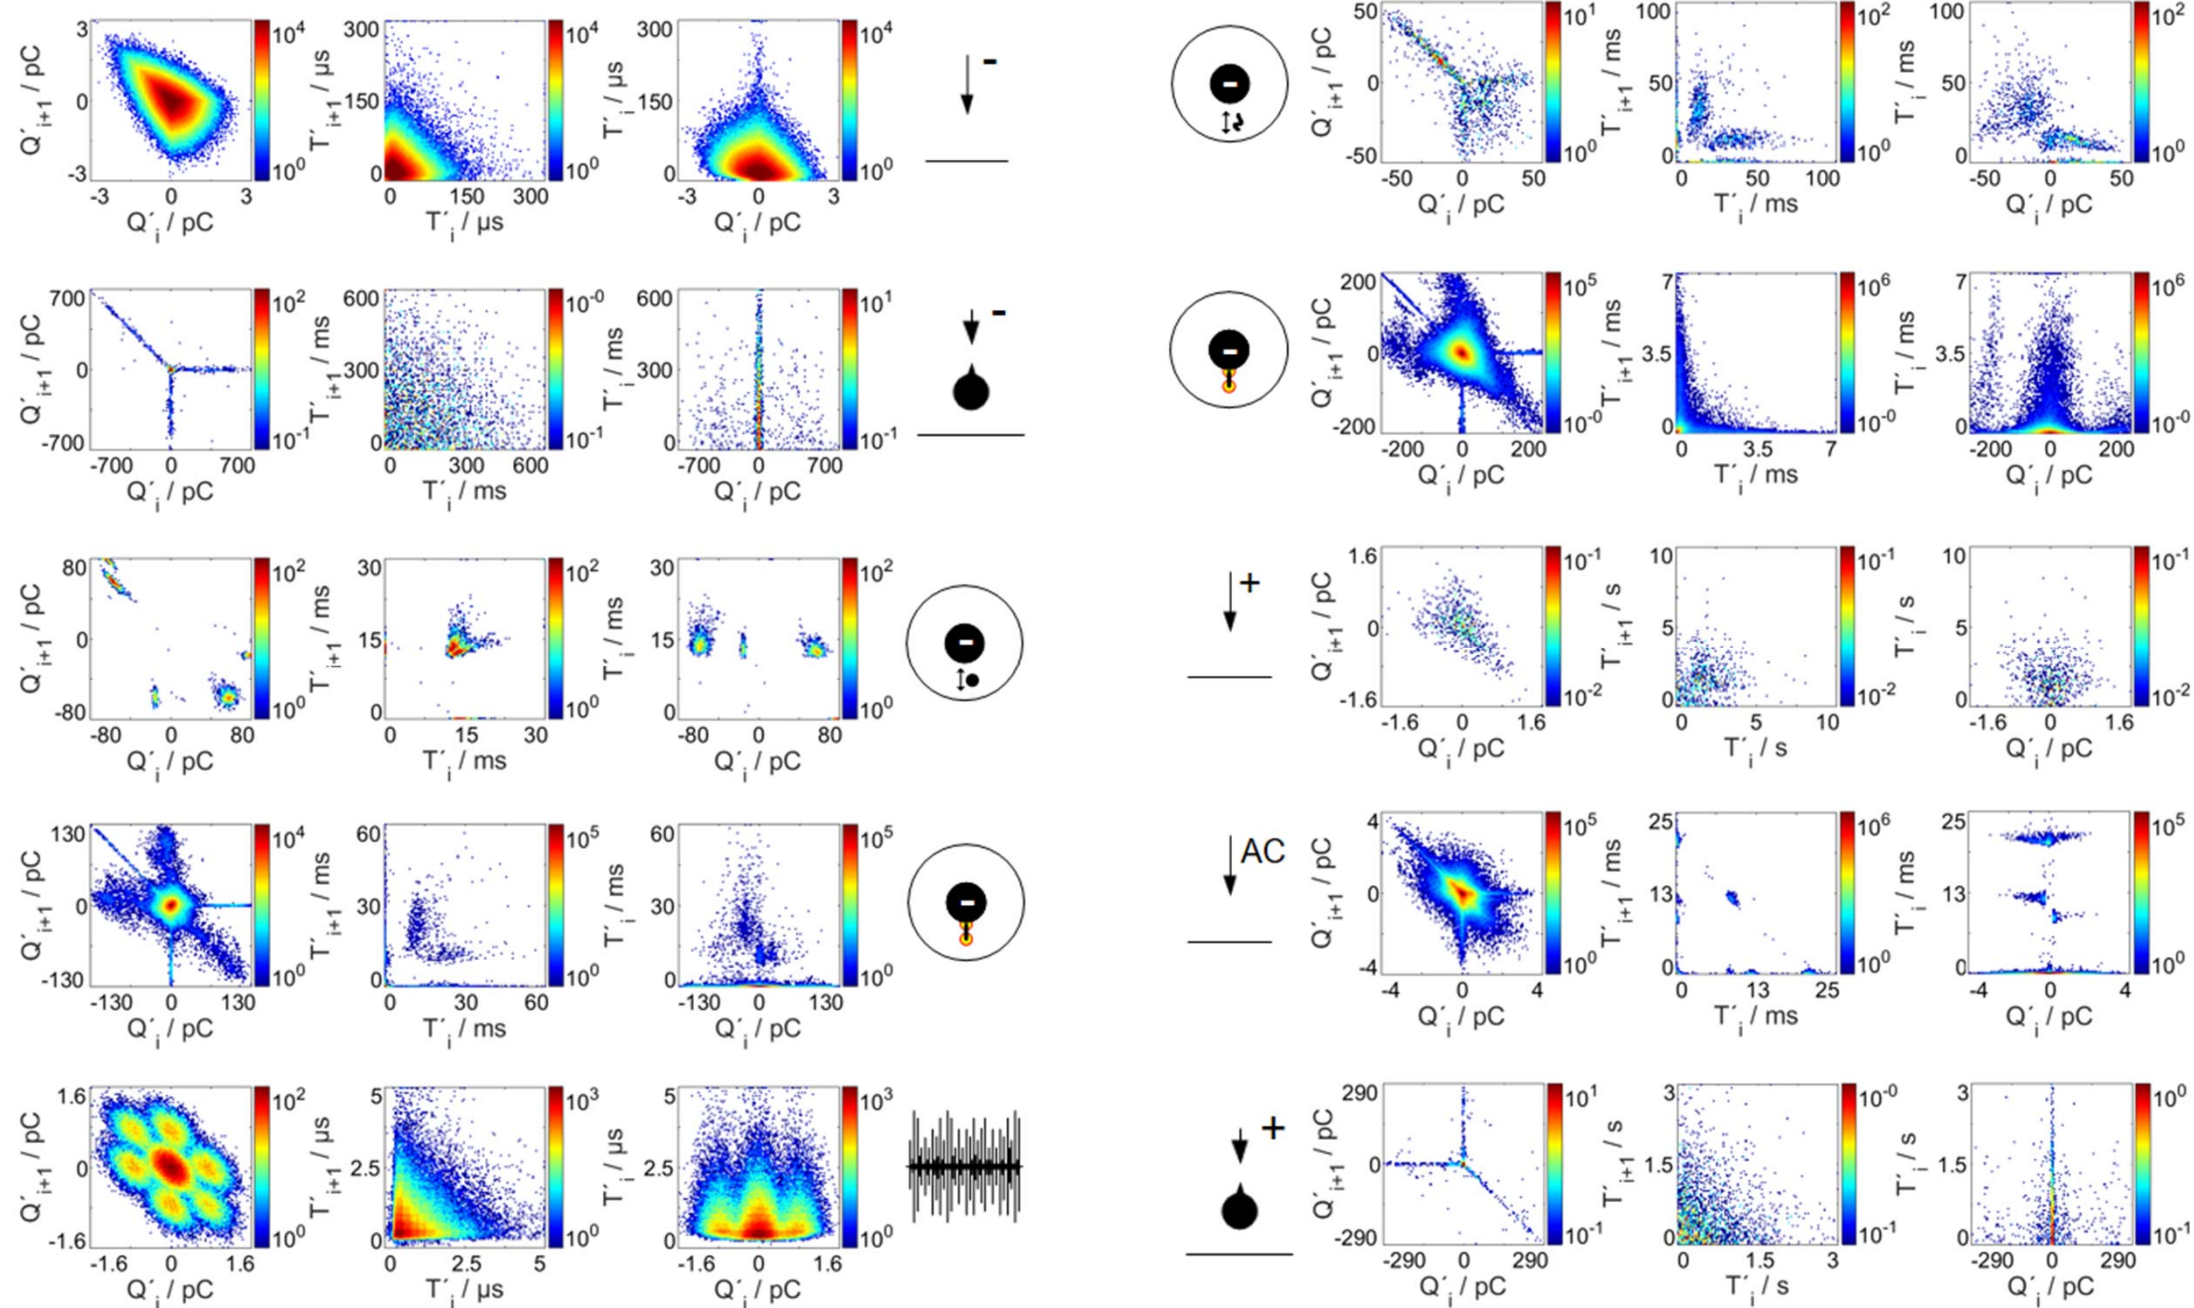 3
0
-3
Q´i+1 / pC
-3 0 3
Q´i / pC
10^4
10^0
300
150
0
T´i+1 / µs
0 150 300
T´i / µs
10^4
10^0
300
150
0
T´i / µs
-3 0 3
Q´i / pC
10^4
10^0
-
-
50
0
-50
Q´i+1 / pC
-50 0 50
Q´i / pC
10^1
10^0
100
50
0
T´i+1 / ms
0 50 100
T´i / ms
10^2
10^0
100
50
0
T´i / ms
-50 0 50
Q´i / pC
10^2
10^0
700
0
-700
Q´i+1 / pC
-700 0 700
Q´i / pC
10^2
10^-1
600
300
0
T´i+1 / ms
0 300 600
T´i / ms
10^-0
10^-1
600
300
0
T´i / ms
-700 0 700
Q´i / pC
10^1
10^-1
-
-
200
0
-200
Q´i+1 / pC
-200 0 200
Q´i / pC
10^5
10^-0
7
3.5
0
T´i+1 / ms
0 3.5 7
T´i / ms
10^6
10^-0
7
3.5
0
T´i / ms
-200 0 200
Q´i / pC
10^6
10^-0
80
0
-80
Q´i+1 / pC
-80 0 80
Q´i / pC
10^2
10^0
30
15
0
T´i+1 / ms
0 15 30
T´i / ms
10^2
10^0
30
15
0
T´i / ms
-80 0 80
Q´i / pC
10^2
10^0
-
+
1.6
0
-1.6
Q´i+1 / pC
-1.6 0 1.6
Q´i / pC
10^-1
10^-2
10
5
0
T´i+1 / s
0 5 10
T´i / s
10^-1
10^-2
10
5
0
T´i / s
-1.6 0 1.6
Q´i / pC
10^-1
10^-2
130
0
-130
Q´i+1 / pC
-130 0 130
Q´i / pC
10^4
10^0
60
30
0
T´i+1 / ms
0 30 60
T´i / ms
10^5
10^0
60
30
0
T´i / ms
-130 0 130
Q´i / pC
10^5
10^0
-
AC
4
0
-4
Q´i+1 / pC
-4 0 4
Q´i / pC
10^5
10^0
25
13
0
T´i+1 / ms
0 13 25
T´i / ms
10^6
10^0
25
13
0
T´i / ms
-4 0 4
Q´i / pC
10^5
10^0
1.6
0
-1.6
Q´i+1 / pC
-1.6 0 1.6
Q´i / pC
10^2
10^0
5
2.5
0
T´i+1 / µs
0 2.5 5
T´i / µs
10^3
10^0
5
2.5
0
T´i / µs
-1.6 0 1.6
Q´i / pC
10^3
10^0
+
290
0
-290
Q´i+1 / pC
-290 0 290
Q´i / pC
10^1
10^-1
3
1.5
0
T´i+1 / s
0 1.5 3
T´i / s
10^-0
10^-1
3
1.5
0
T´i / s
-290 0 290
Q´i / pC
10^0
10^-1